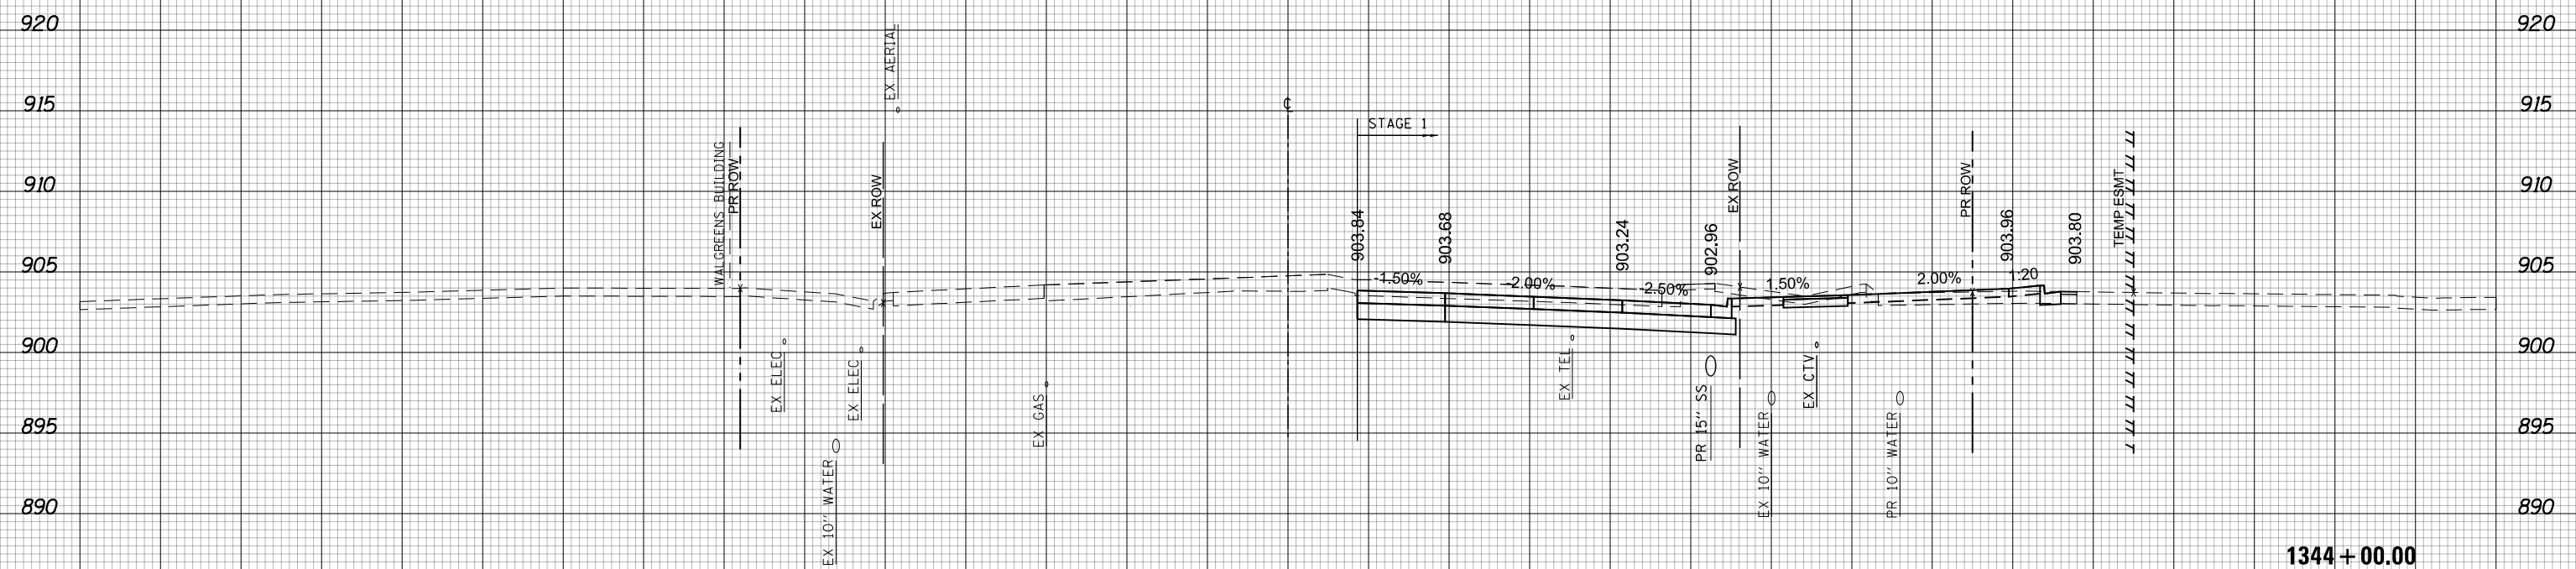 920
920
EX AERIAL
915
915
℄
STAGE 1
WALGREENS BUILDING
PR ROW
EX ROW
EX ROW
PR ROW
TEMP ESMT
910
910
903.84
903.68
903.24
902.96
903.96
903.80
905
905
-1.50%
-2.00%
-2.50%
1.50%
2.00%
1:20
900
900
EX ELEC
EX ELEC
EX GAS
EX TEL
PR 15" SS
EX CTV
895
895
EX 10" WATER
EX 10" WATER
PR 10" WATER
890
890
1344+00.00